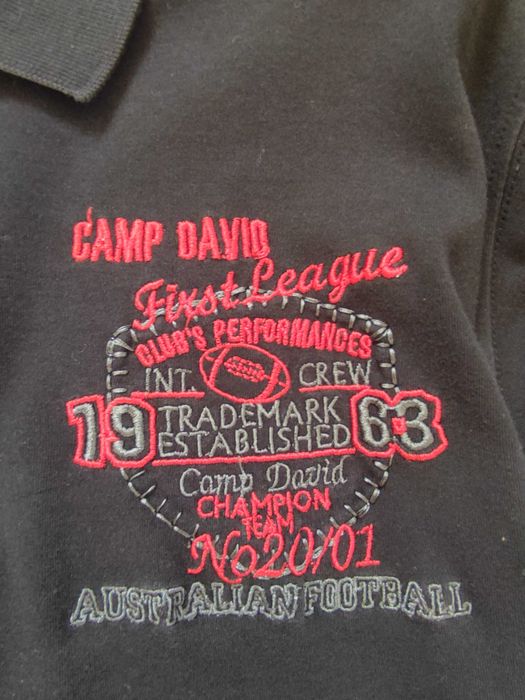 CAMP DAVID
First League
CLUB'S PERFORMANCES
INT. CREW
19 TRADEMARK 63
ESTABLISHED
Camp David
CHAMPION
TEAM
No20/01
AUSTRALIAN FOOTBALL